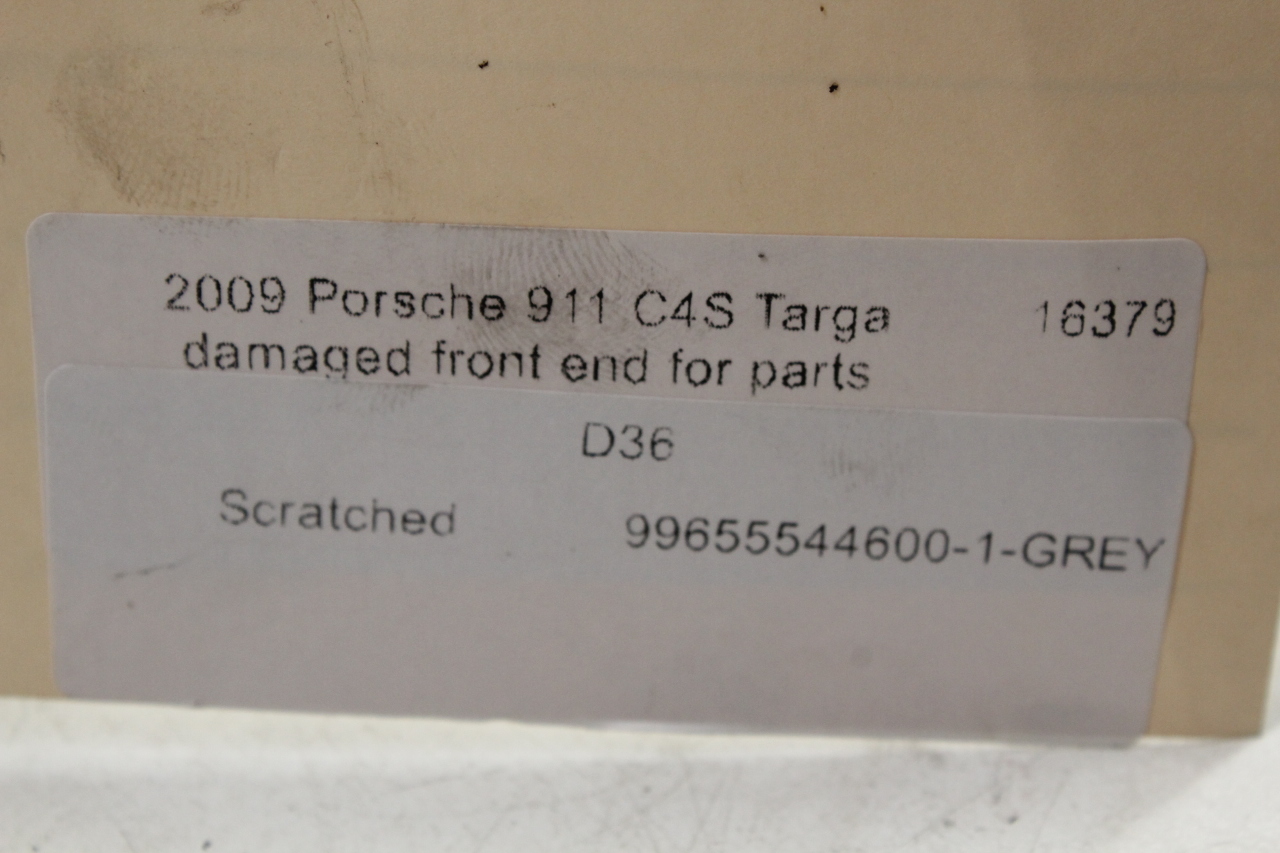 2009 Porsche 911 C4S Targa 16379
damaged front end for parts
D36
Scratched 99655544600-1-GREY